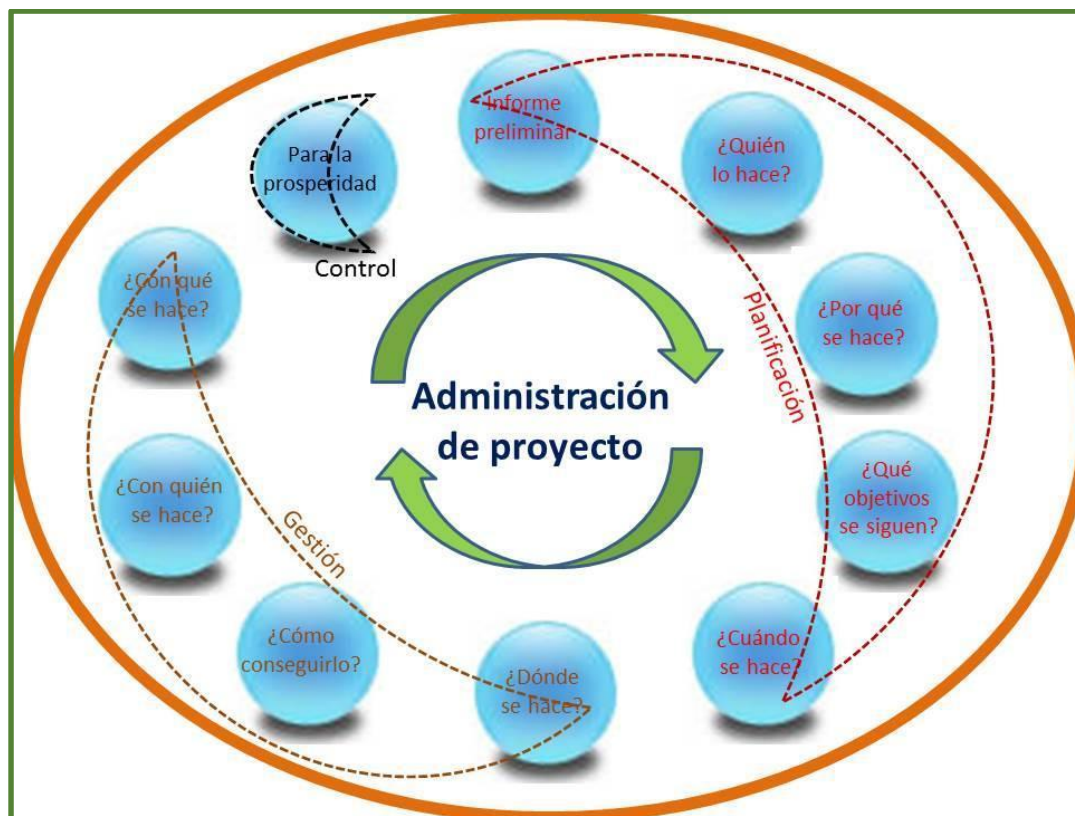 Informe
preliminar
¿Quién
lo hace?
¿Por qué
se hace?
¿Qué
objetivos
se siguen?
¿Cuándo
se hace?
¿Dónde
se hace?
¿Cómo
conseguirlo?
¿Con quién
se hace?
¿Con qué
se hace?
Para la
prosperidad
Control
Planificación
Gestión
Administración
de proyecto